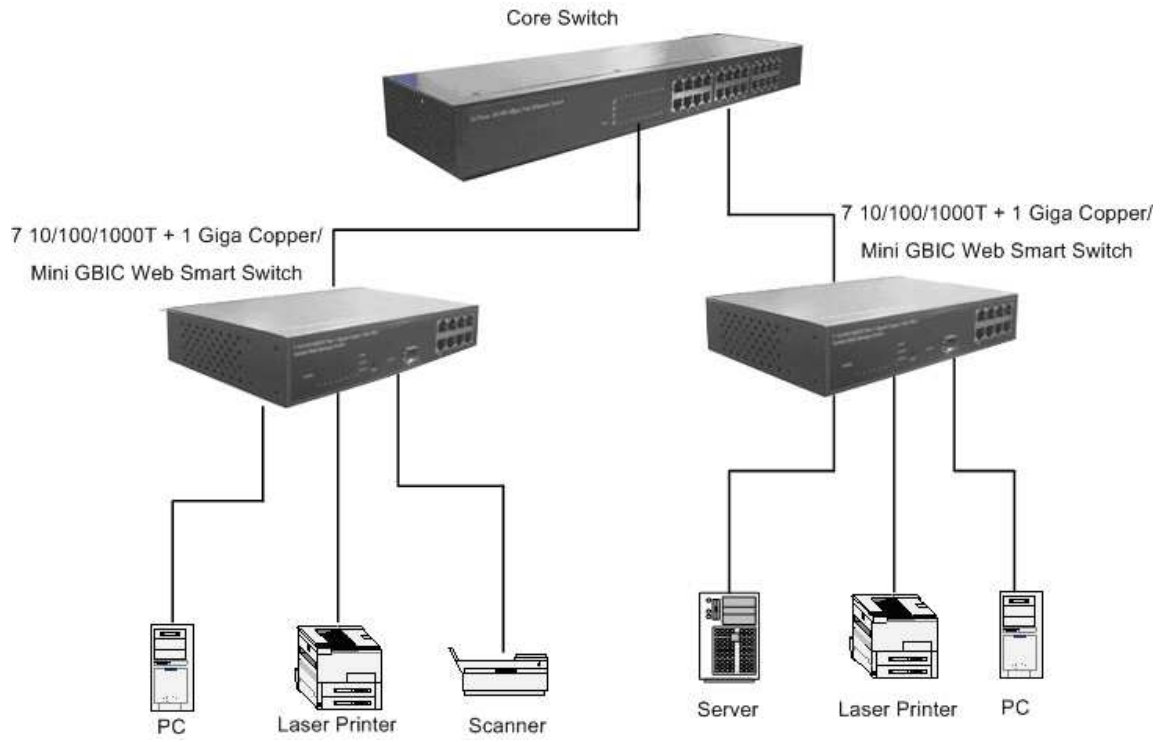 Core Switch
7 10/100/1000T + 1 Giga Copper/
Mini GBIC Web Smart Switch
7 10/100/1000T + 1 Giga Copper/
Mini GBIC Web Smart Switch
PC
Laser Printer
Scanner
Server
Laser Printer
PC